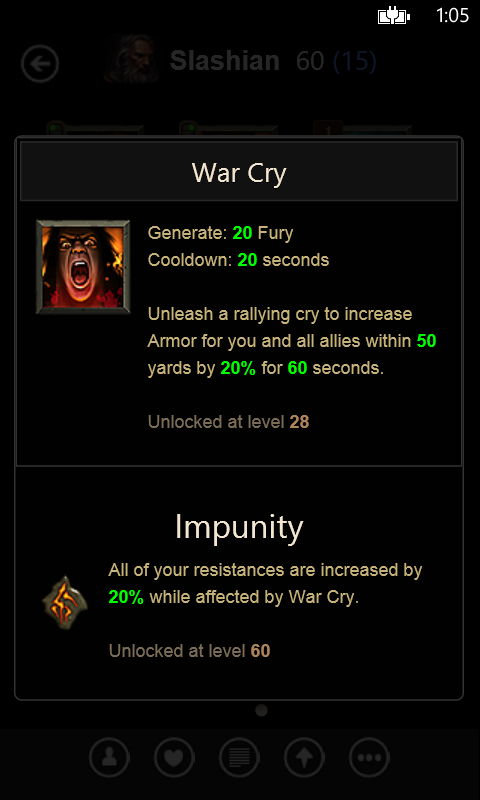 1:05
Slashian 60 (15)
War Cry
Generate: 20 Fury
Cooldown: 20 seconds
Unleash a rallying cry to increase
Armor for you and all allies within 50
yards by 20% for 60 seconds.
Unlocked at level 28
Impunity
All of your resistances are increased by
20% while affected by War Cry.
Unlocked at level 60